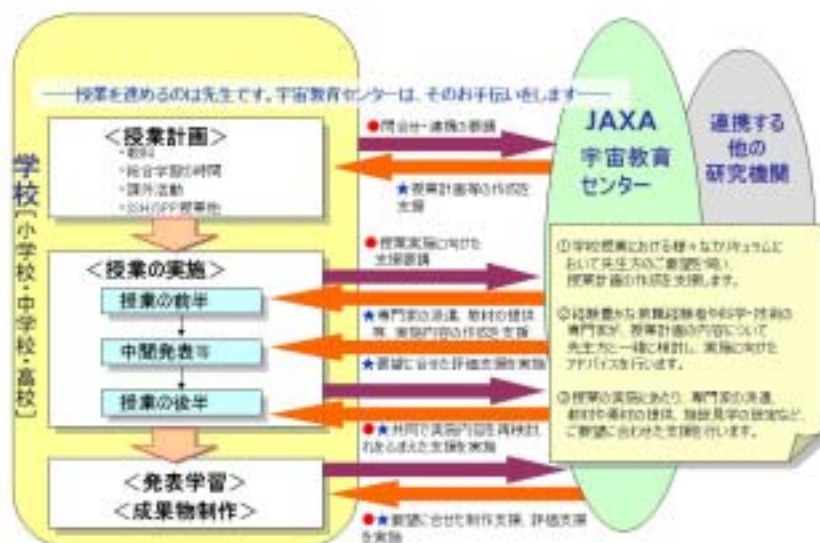 授業を進めるのは先生です。宇宙教育センターは、そのお手伝いをします
学校[小学校・中学校・高校]
＜授業計画＞
・教科
・総合学習の時間
・課外活動
・SSH/SPP授業他
＜授業の実施＞
授業の前半
中間発表等
授業の後半
＜発表学習＞
＜成果物制作＞
●問合せ・連携の要請
★授業計画等の作成を
支援
●授業実施に向けた
支援要請
★専門家の派遣、教材の提供
等、実施内容の作成を支援
★要望に合せた評価支援を実施
●★共同で実施内容を再検討、
れをふまえた支援を実施
●★要望に合せた制作支援、評価支援
を実施
JAXA
宇宙教育
センター
連携する
他の
研究機関
①学校授業における様々なカリキュラムに
おいて先生方のご要望を伺い、
授業計画の作成を支援します。
②経験豊かな教職経験者や科学・技術の
専門家が、授業計画の内容について
先生方と一緒に検討し、実施に向けた
アドバイスを行います。
③授業の実施にあたり、専門家の派遣、
教材や素材の提供、施設見学の設定など、
ご要望に合わせた支援を行います。